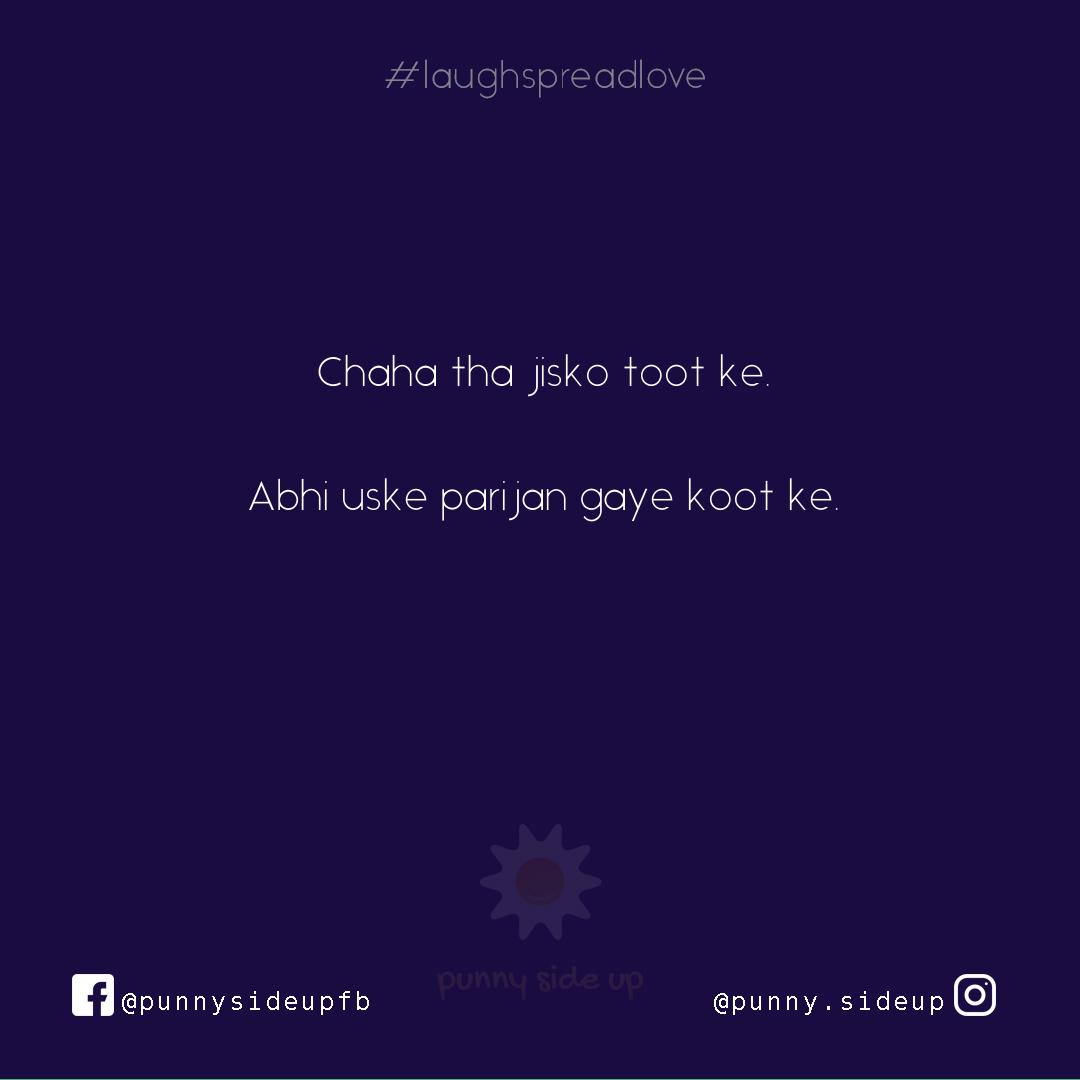 #laughspreadlove
Chaha tha jisko toot ke.
Abhi uske parijan gaye koot ke.
punny side up
@punnysideupfb
@punny.sideup